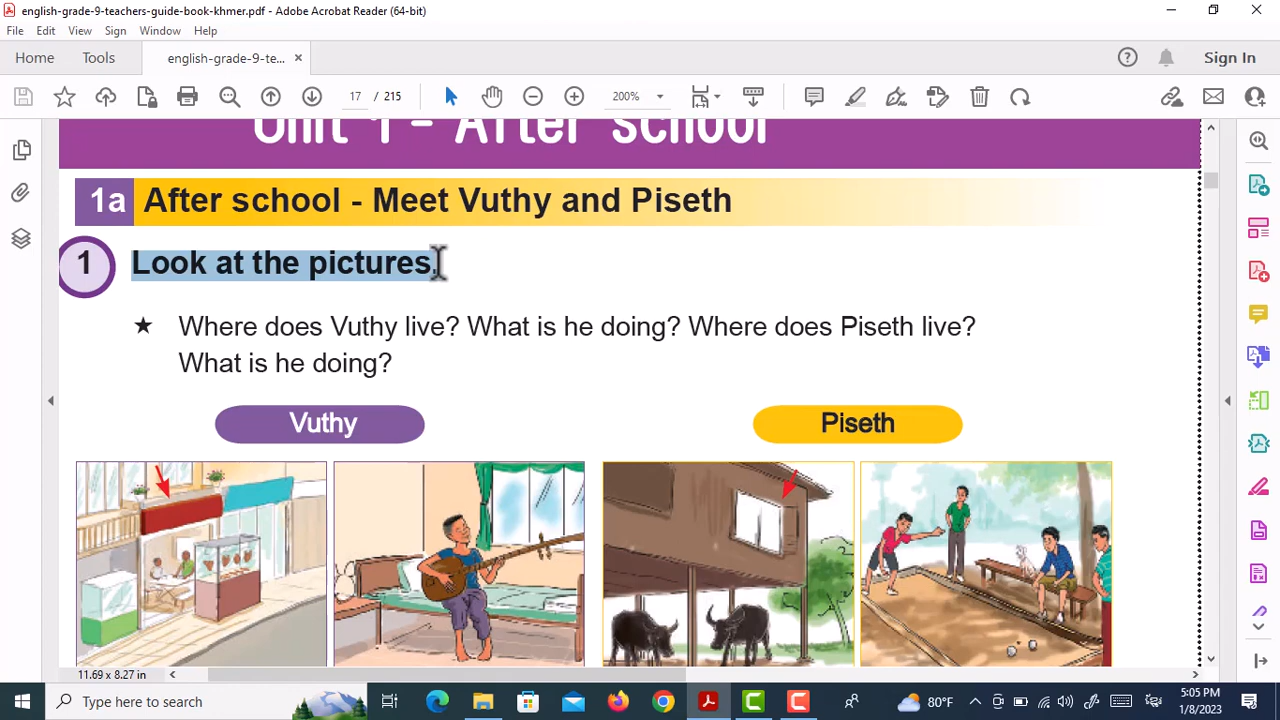 english-grade-9-teachers-guide-book-khmer.pdf - Adobe Acrobat Reader (64-bit)
File Edit View Sign Window Help
Home Tools english-grade-9-te... × Sign In
17 / 215 200%
Unit 1 - After school
1a After school - Meet Vuthy and Piseth
1 Look at the pictures.
★ Where does Vuthy live? What is he doing? Where does Piseth live?
What is he doing?
Vuthy Piseth
11.69 x 8.27 in
Type here to search 80°F 5:05 PM
1/8/2023